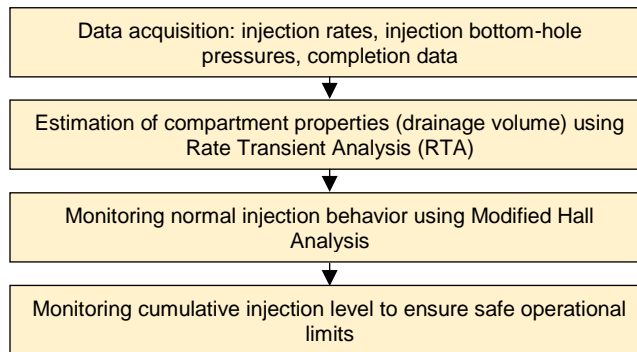 Data acquisition: injection rates, injection bottom-hole
pressures, completion data
Estimation of compartment properties (drainage volume) using
Rate Transient Analysis (RTA)
Monitoring normal injection behavior using Modified Hall
Analysis
Monitoring cumulative injection level to ensure safe operational
limits